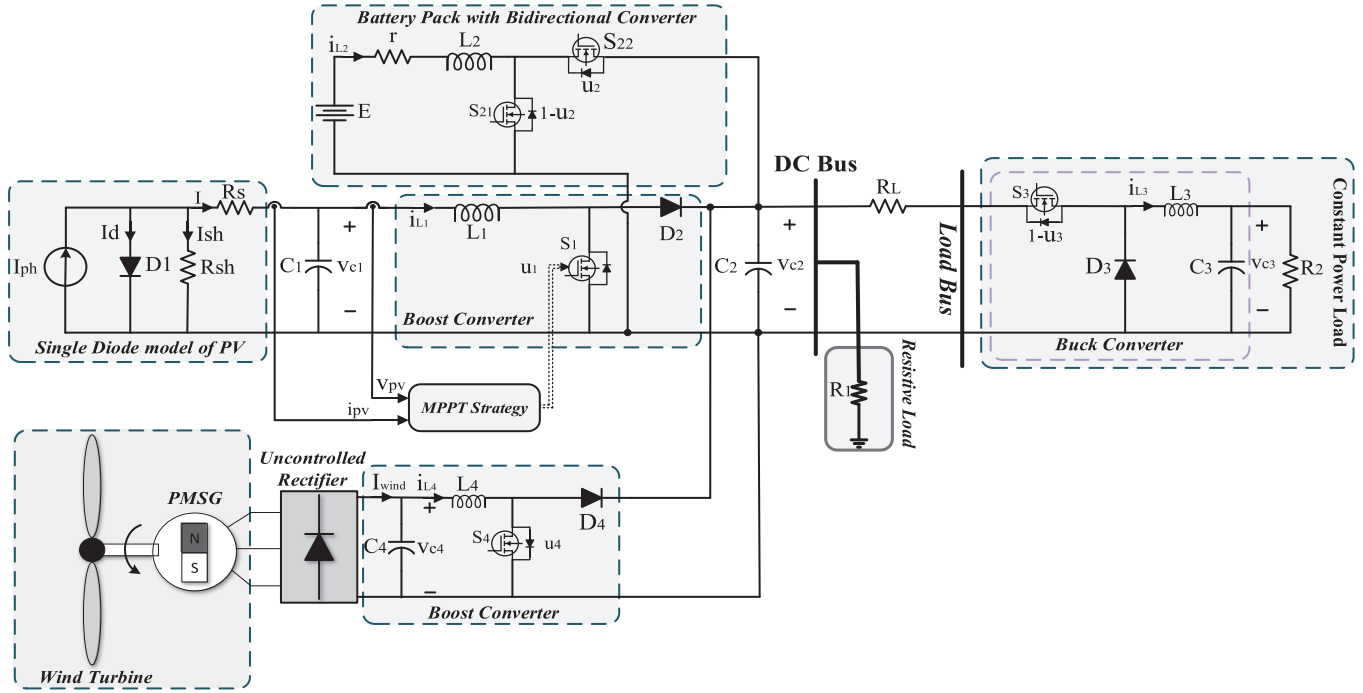 Battery Pack with Bidirectional Converter
iL2
r
L2
S22
u2
E
S21
1-u2
DC Bus
Constant Power Load
I
Rs
Id
Ish
Iph
D1
Rsh
Single Diode model of PV
C1
+
Vc1
−
iL1
L1
D2
S1
u1
Boost Converter
C2
+
Vc2
−
RL
Load Bus
S3
1-u3
iL3
L3
D3
C3
+
Vc3
−
R2
Buck Converter
Vpv
ipv
MPPT Strategy
R1
Resistive Load
PMSG
N
S
Wind Turbine
Uncontrolled
Rectifier
Iwind
iL4
L4
+
C4
Vc4
−
S4
u4
D4
Boost Converter